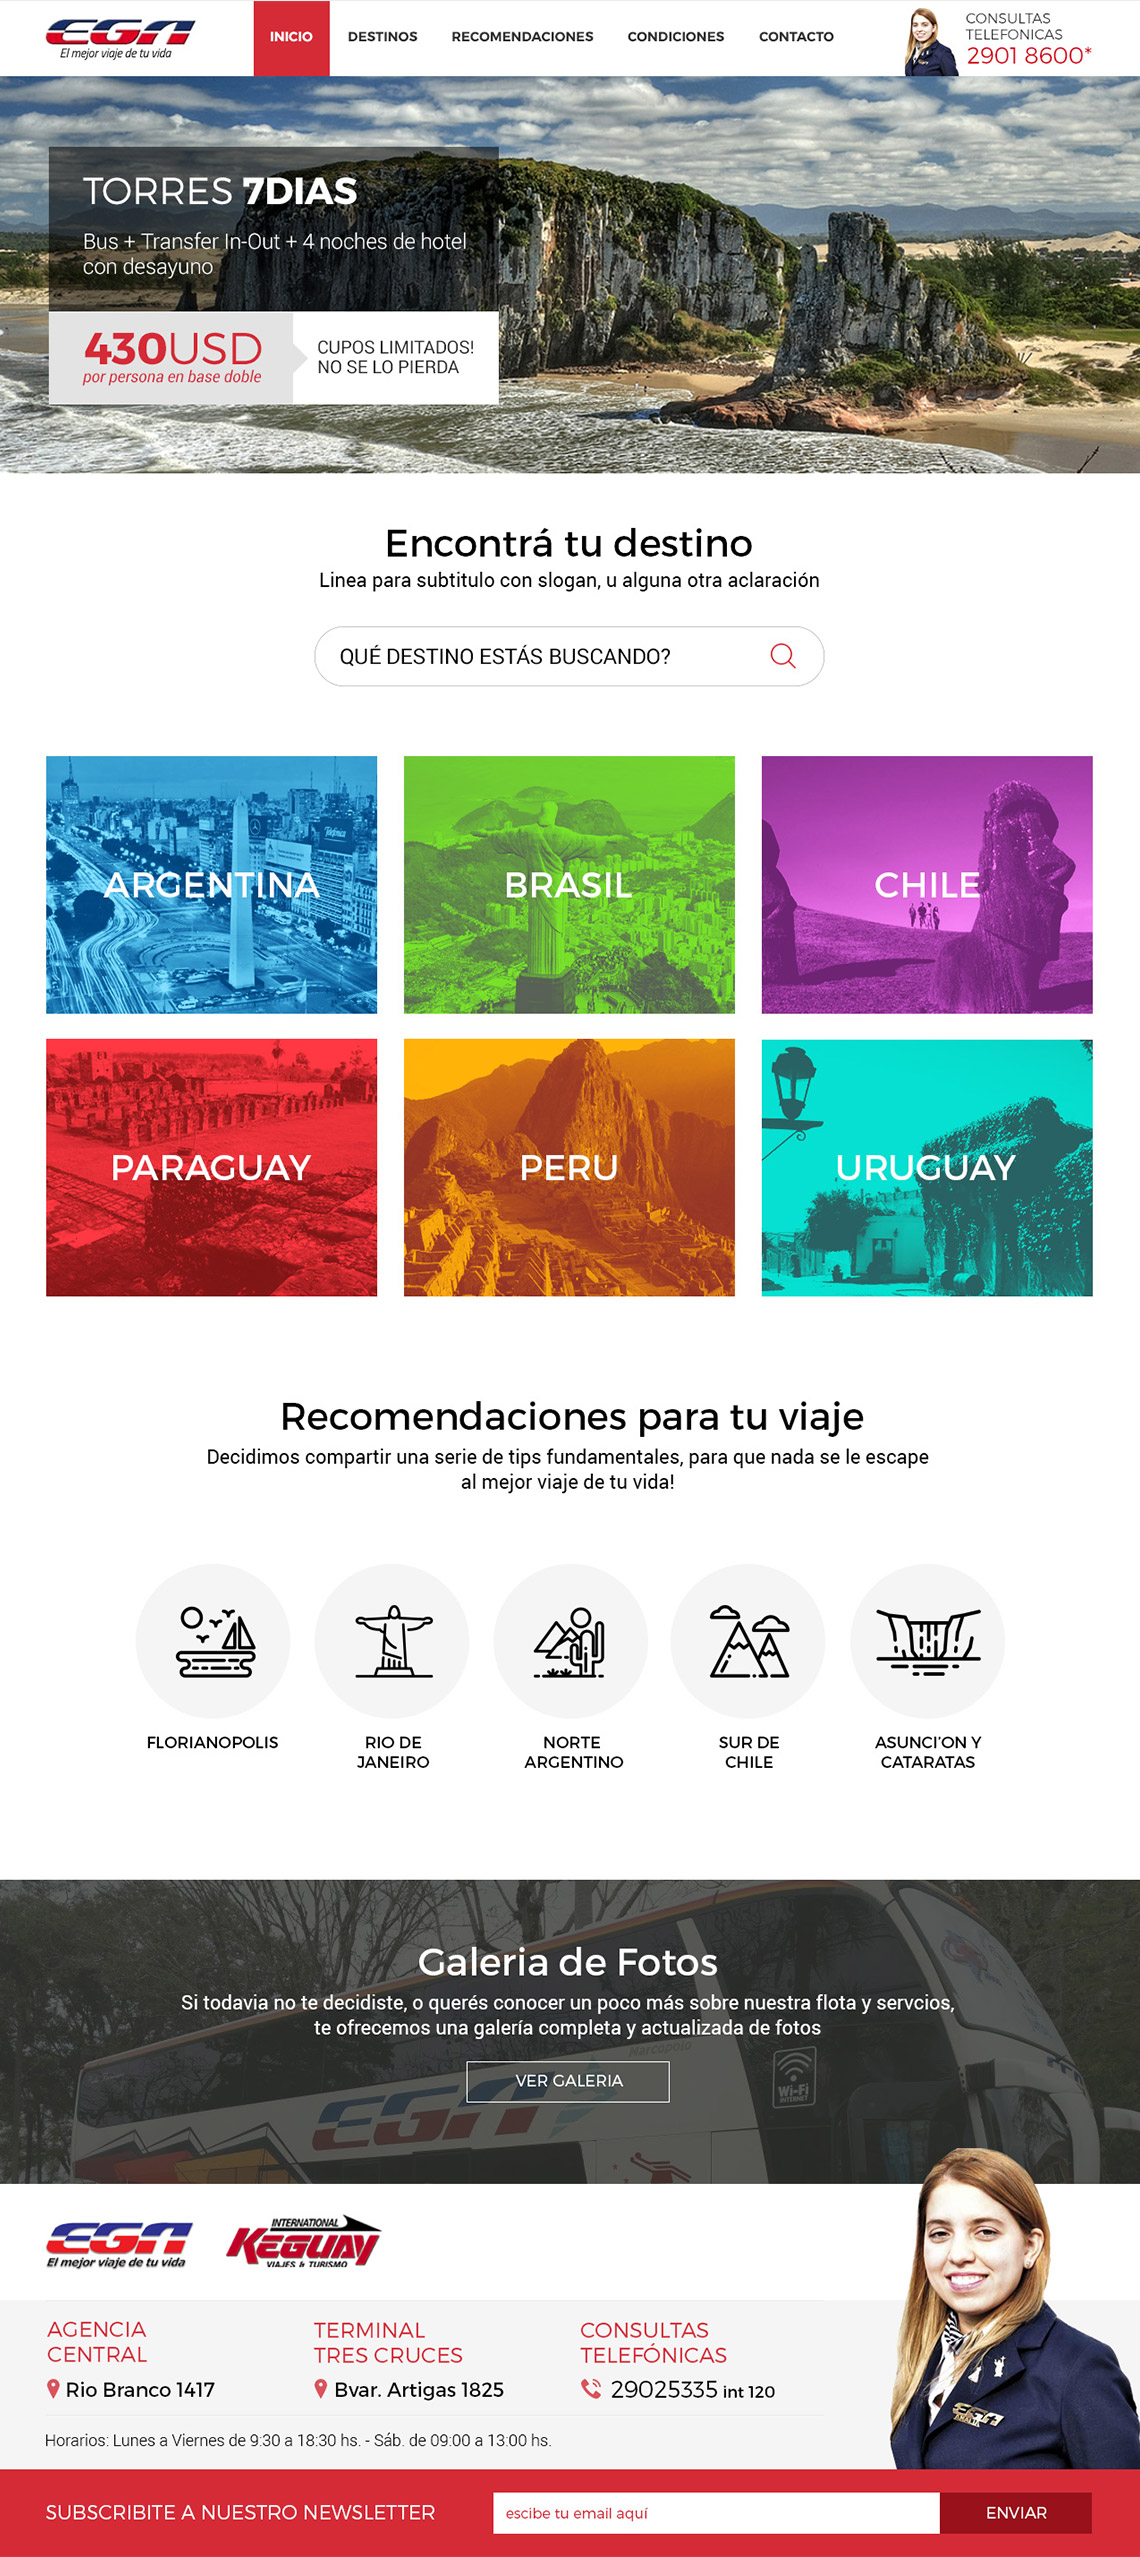 EGA
El mejor viaje de tu vida
INICIO
DESTINOS
RECOMENDACIONES
CONDICIONES
CONTACTO
CONSULTAS
TELEFONICAS
2901 8600*
TORRES 7DIAS
Bus + Transfer In-Out + 4 noches de hotel
con desayuno
430USD
por persona en base doble
CUPOS LIMITADOS!
NO SE LO PIERDA
Encontrá tu destino
Linea para subtitulo con slogan, u alguna otra aclaración
QUÉ DESTINO ESTÁS BUSCANDO?
Telefónica
ARGENTINA
BRASIL
CHILE
PARAGUAY
PERU
URUGUAY
Recomendaciones para tu viaje
Decidimos compartir una serie de tips fundamentales, para que nada se le escape
al mejor viaje de tu vida!
FLORIANOPOLIS
RIO DE
JANEIRO
NORTE
ARGENTINO
SUR DE
CHILE
ASUNCI'ON Y
CATARATAS
Galeria de Fotos
Si todavia no te decidiste, o querés conocer un poco más sobre nuestra flota y servcios,
te ofrecemos una galería completa y actualizada de fotos
Marcopolo
VER GALERIA
Wi-Fi
INTERNET
EGA
EGA
El mejor viaje de tu vida
INTERNATIONAL
KEGUAY
VIAJES & TURISMO
AGENCIA
CENTRAL
Rio Branco 1417
TERMINAL
TRES CRUCES
Bvar. Artigas 1825
CONSULTAS
TELEFÓNICAS
29025335 int 120
EGA
Horarios: Lunes a Viernes de 9:30 a 18:30 hs. - Sáb. de 09:00 a 13:00 hs.
SUBSCRIBITE A NUESTRO NEWSLETTER
escibe tu email aquí
ENVIAR